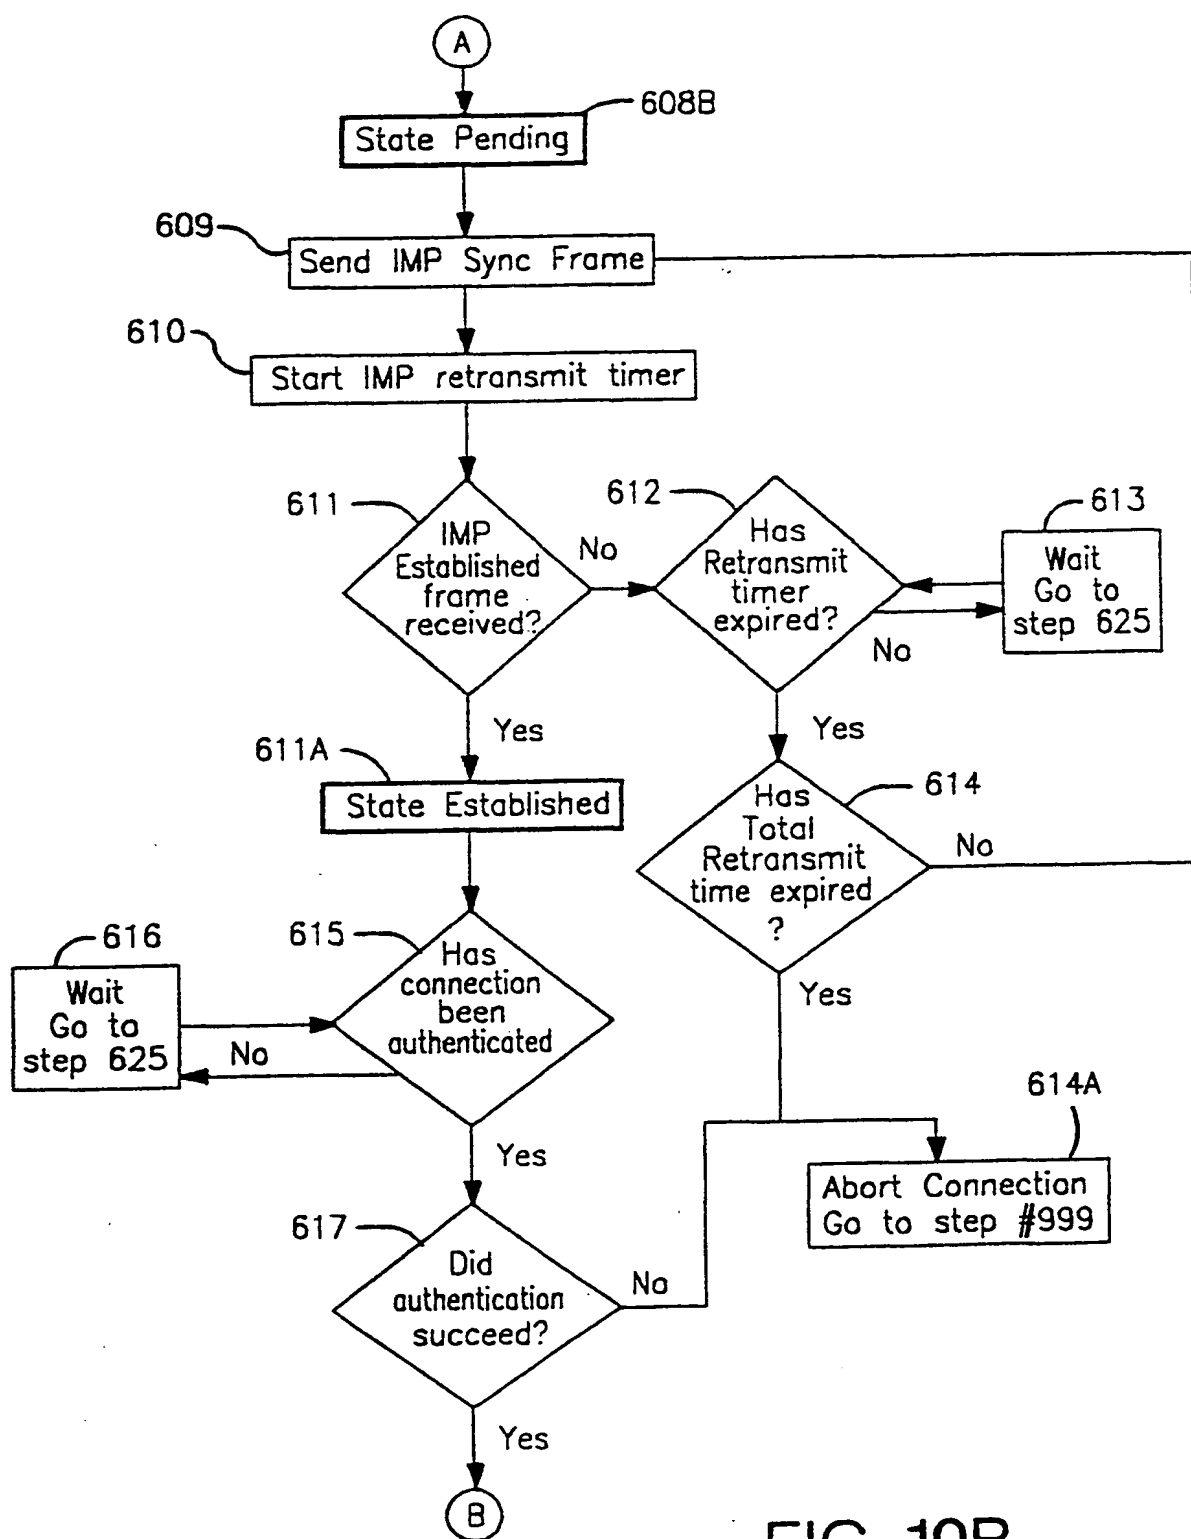 A
608B
State Pending
609
Send IMP Sync Frame
610
Start IMP retransmit timer
611
IMP
Established
frame
received?
No
612
Has
Retransmit
timer
expired?
No
613
Wait
Go to
step 625
Yes
611A
State Established
Yes
614
Has
Total
Retransmit
time expired
?
No
616
Wait
Go to
step 625
No
615
Has
connection
been
authenticated
Yes
614A
Abort Connection
Go to step #999
Yes
617
Did
authentication
succeed?
No
Yes
B